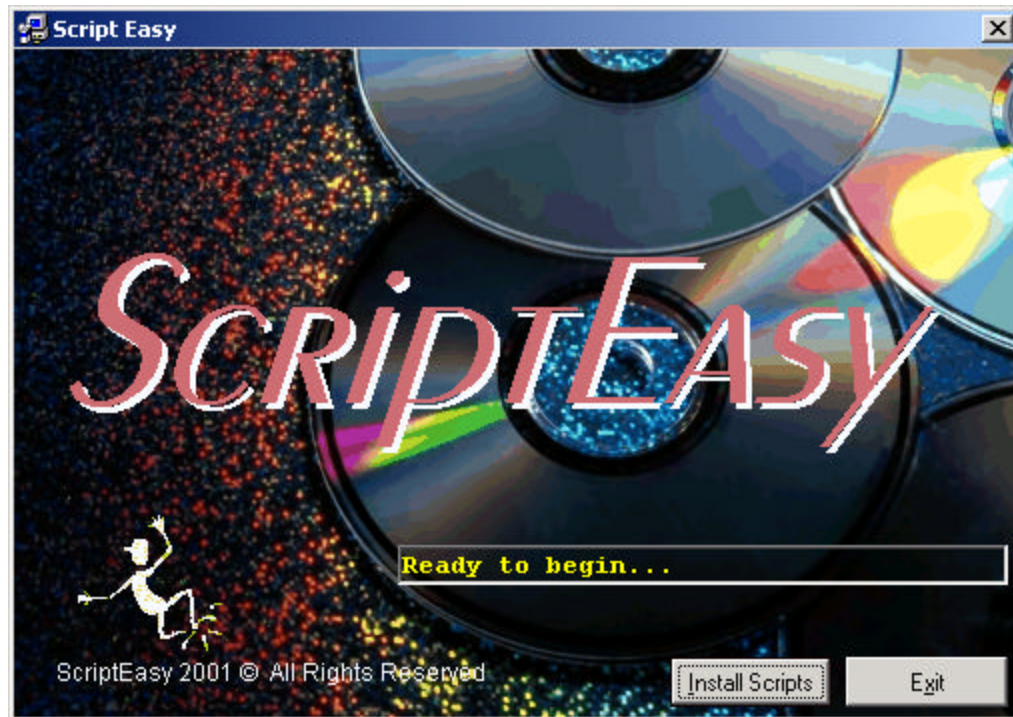 Script Easy
ScriptEasy
Ready to begin...
ScriptEasy 2001 © All Rights Reserved
Install Scripts
Exit